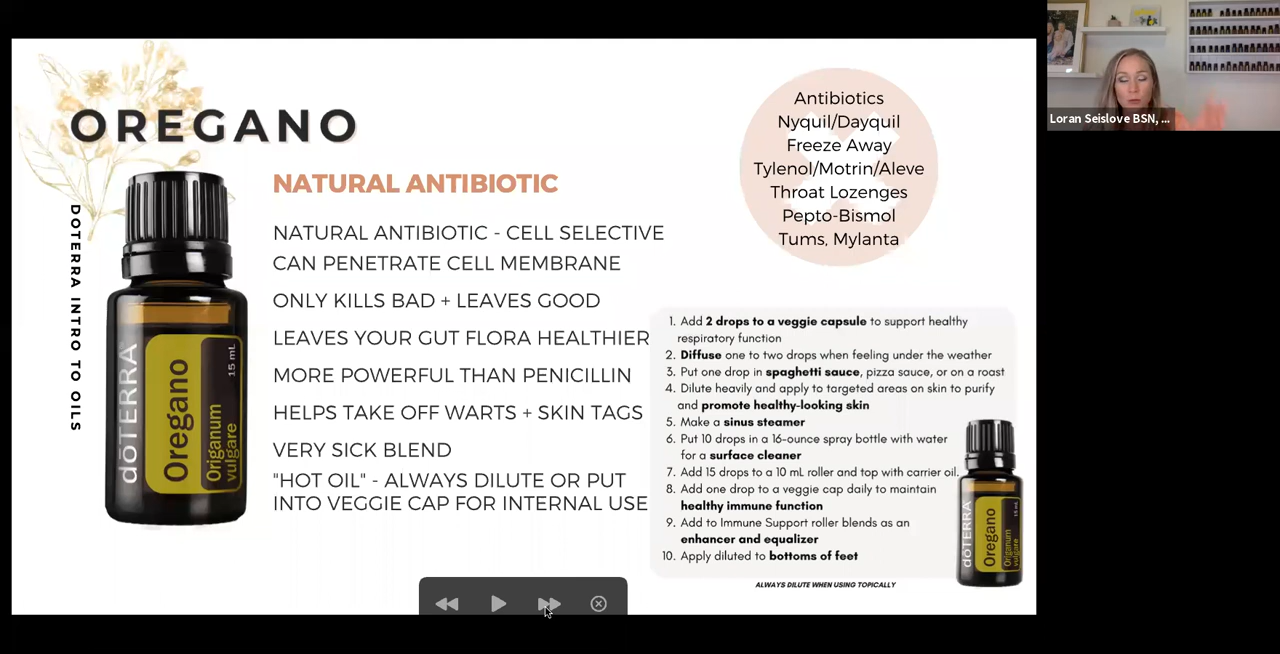 OREGANO
DOTERRA INTRO TO OILS
dōTERRA
Oregano
Origanum
vulgare
15 mL
NATURAL ANTIBIOTIC
NATURAL ANTIBIOTIC - CELL SELECTIVE
CAN PENETRATE CELL MEMBRANE
ONLY KILLS BAD + LEAVES GOOD
LEAVES YOUR GUT FLORA HEALTHIER
MORE POWERFUL THAN PENICILLIN
HELPS TAKE OFF WARTS + SKIN TAGS
VERY SICK BLEND
"HOT OIL" - ALWAYS DILUTE OR PUT
INTO VEGGIE CAP FOR INTERNAL USE
Antibiotics
Nyquil/Dayquil
Freeze Away
Tylenol/Motrin/Aleve
Throat Lozenges
Pepto-Bismol
Tums, Mylanta
1. Add 2 drops to a veggie capsule to support healthy
respiratory function
2. Diffuse one to two drops when feeling under the weather
3. Put one drop in spaghetti sauce, pizza sauce, or on a roast
4. Dilute heavily and apply to targeted areas on skin to purify
and promote healthy-looking skin
5. Make a sinus steamer
6. Put 10 drops in a 16-ounce spray bottle with water
for a surface cleaner
7. Add 15 drops to a 10 mL roller and top with carrier oil.
8. Add one drop to a veggie cap daily to maintain
healthy immune function
9. Add to Immune Support roller blends as an
enhancer and equalizer
10. Apply diluted to bottoms of feet
dōTERRA
Oregano
Origanum
vulgare
15 mL
ALWAYS DILUTE WHEN USING TOPICALLY
Loran Seislove BSN, ...